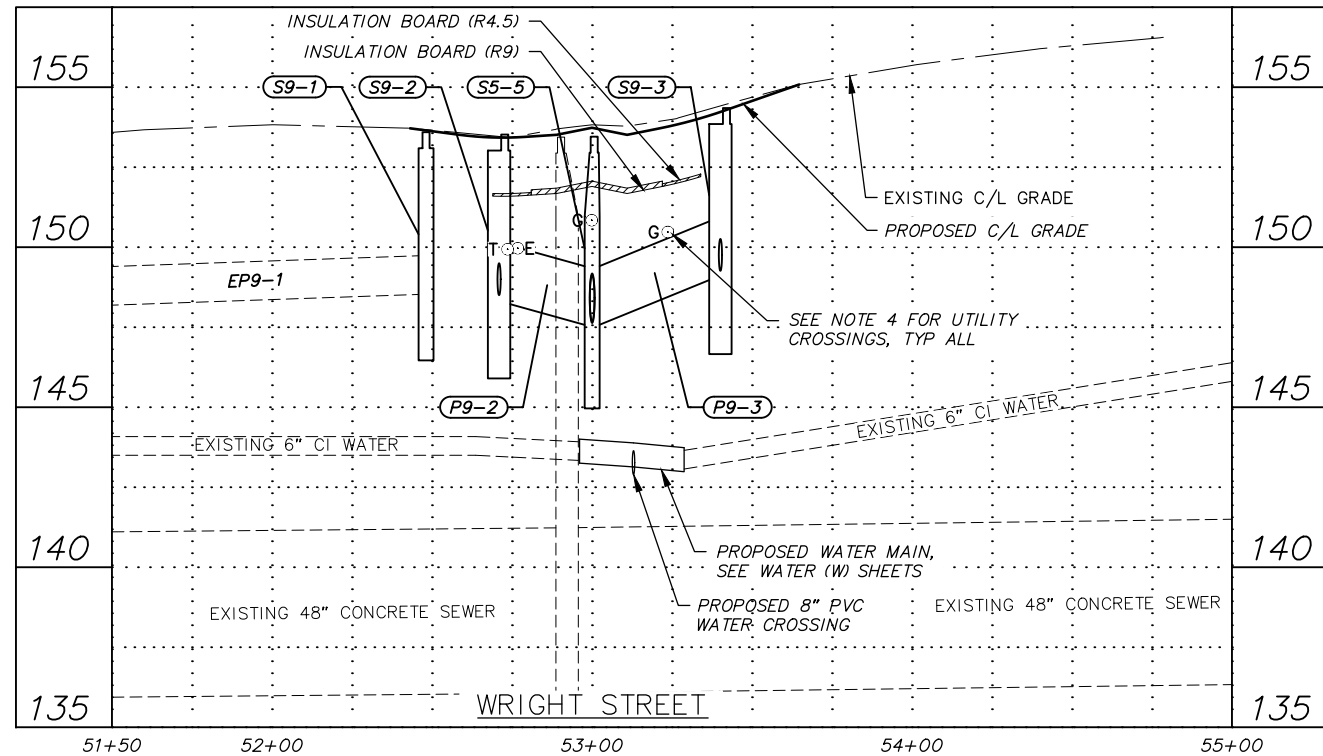 INSULATION BOARD (R4.5)
INSULATION BOARD (R9)
155
S9-1
S9-2
S5-5
S9-3
155
EXISTING C/L GRADE
PROPOSED C/L GRADE
150
G
G
T
E
150
EP9-1
SEE NOTE 4 FOR UTILITY
CROSSINGS, TYP ALL
145
P9-2
P9-3
145
EXISTING 6" CI WATER
EXISTING 6" CI WATER
140
PROPOSED WATER MAIN,
SEE WATER (W) SHEETS
140
EXISTING 48" CONCRETE SEWER
PROPOSED 8" PVC
WATER CROSSING
EXISTING 48" CONCRETE SEWER
135
WRIGHT STREET
135
51+50
52+00
53+00
54+00
55+00